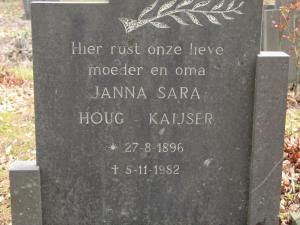 Hier rust onze lieve
moeder en oma
JANNA SARA
HOUG - KAIJSER
* 27-8-1896
† 5-11-1982